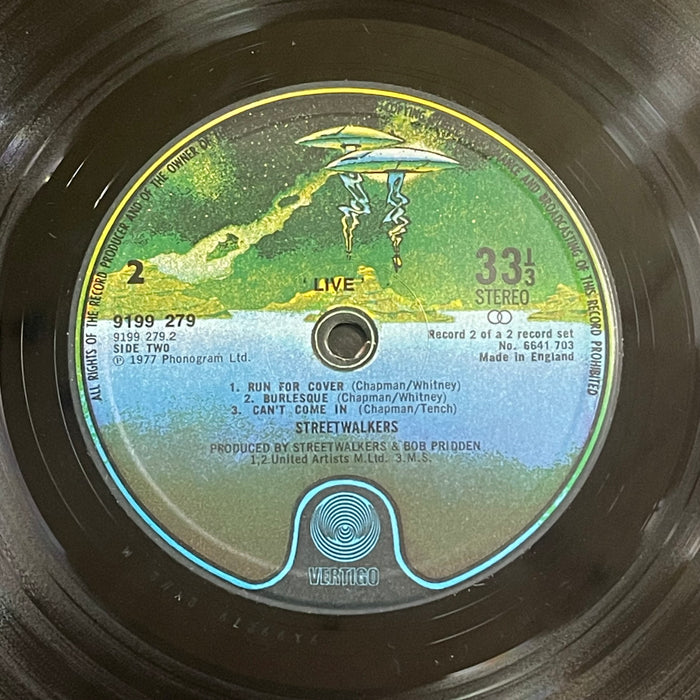 ALL RIGHTS OF THE RECORD PRODUCER AND OF THE OWNER OF
AND BROADCASTING OF THIS RECORD PROHIBITED
2
'LIVE'
33⅓
STEREO
9199 279
9199 279.2
SIDE TWO
Ⓟ 1977 Phonogram Ltd.
Record 2 of a 2 record set
No. 6641 703
Made in England
1. RUN FOR COVER (Chapman/Whitney)
2. BURLESQUE (Chapman/Whitney)
3. CAN'T COME IN (Chapman/Tench)
STREETWALKERS
PRODUCED BY STREETWALKERS & BOB PRIDDEN
1,2.United Artists M.Ltd. 3.M.S.
VERTIGO